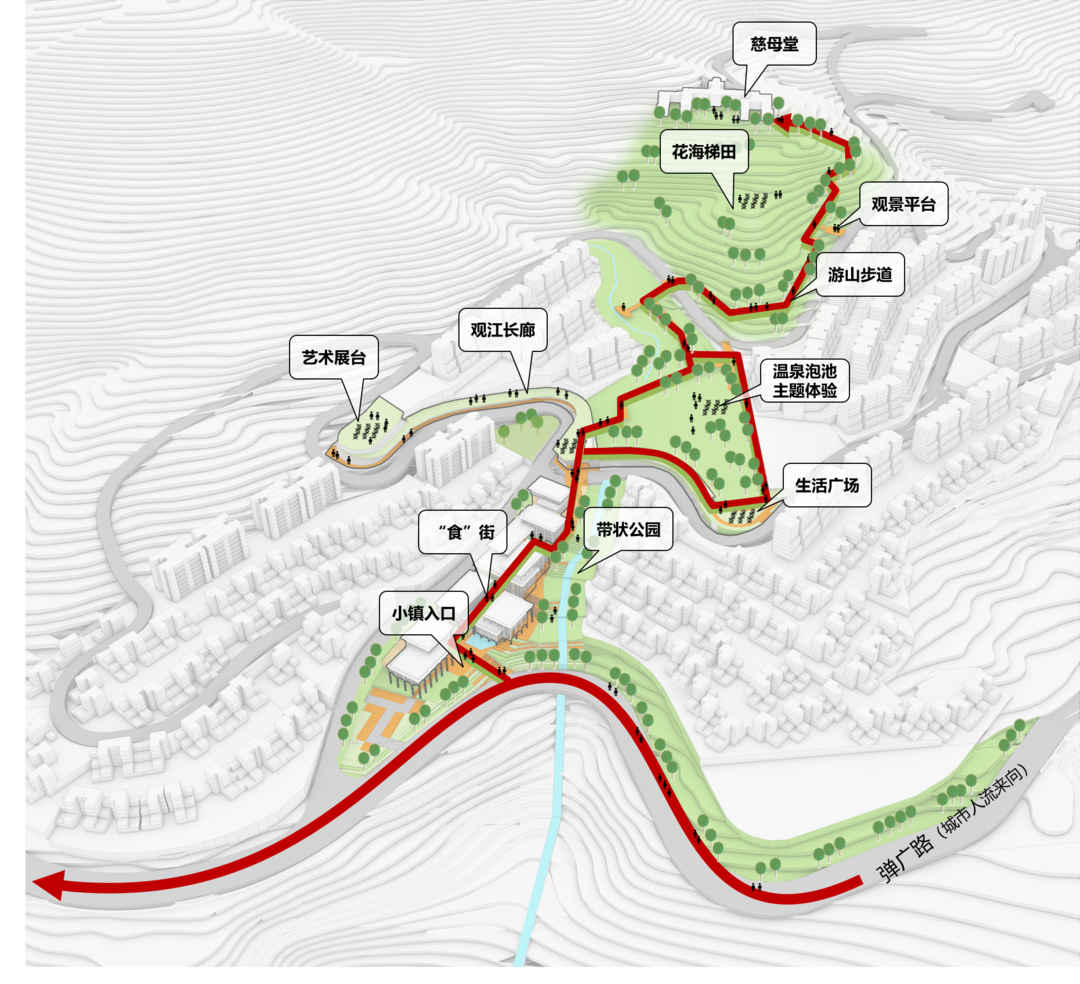 慈母堂
花海梯田
观景平台
游山步道
观江长廊
艺术展台
温泉泡池
主题体验
生活广场
“食”街
带状公园
小镇入口
弹广路（城市人流来向）